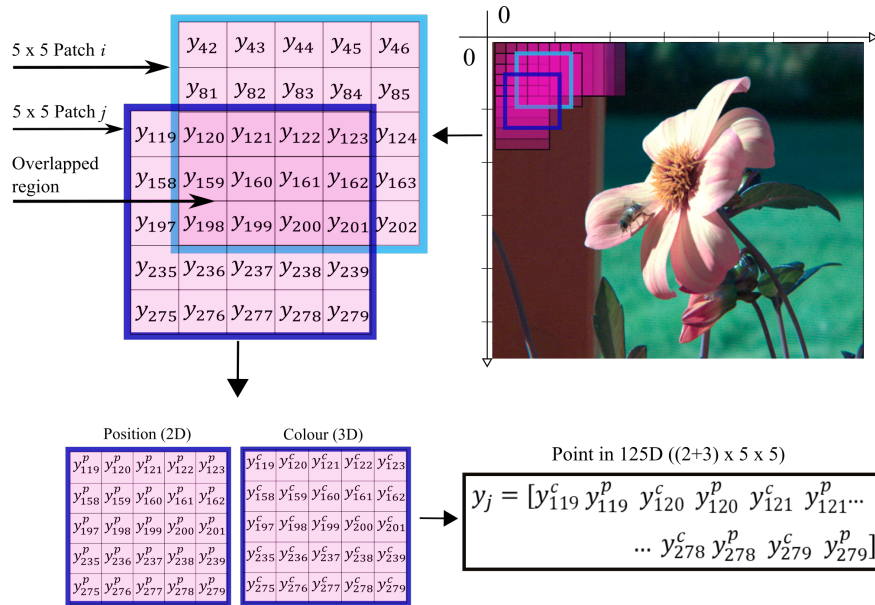 0
0
5 x 5 Patch i
5 x 5 Patch j
Overlapped
region
y42 y43 y44 y45 y46
y81 y82 y83 y84 y85
y119 y120 y121 y122 y123 y124
y158 y159 y160 y161 y162 y163
y197 y198 y199 y200 y201 y202
y235 y236 y237 y238 y239
y275 y276 y277 y278 y279
Position (2D)
y^p_119 y^p_120 y^p_121 y^p_122 y^p_123
y^p_158 y^p_159 y^p_160 y^p_161 y^p_162
y^p_197 y^p_198 y^p_199 y^p_200 y^p_201
y^p_235 y^p_236 y^p_237 y^p_238 y^p_239
y^p_275 y^p_276 y^p_277 y^p_278 y^p_279
Colour (3D)
y^c_119 y^c_120 y^c_121 y^c_122 y^c_123
y^c_158 y^c_159 y^c_160 y^c_161 y^c_162
y^c_197 y^c_198 y^c_199 y^c_200 y^c_201
y^c_235 y^c_236 y^c_237 y^c_238 y^c_239
y^c_275 y^c_276 y^c_277 y^c_278 y^c_279
Point in 125D ((2+3) x 5 x 5)
y_j = [y^c_119 y^p_119 y^c_120 y^p_120 y^c_121 y^p_121...
... y^c_278 y^p_278 y^c_279 y^p_279]